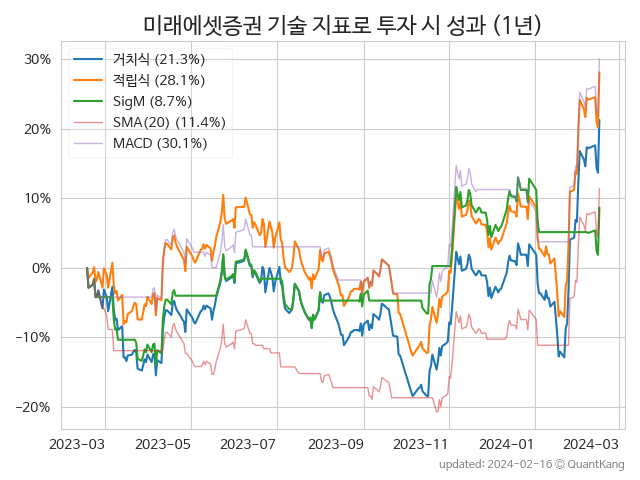 미래에셋증권 기술 지표로 투자 시 성과 (1년)
30%
20%
10%
0%
−10%
−20%
거치식 (21.3%)
적립식 (28.1%)
SigM (8.7%)
SMA(20) (11.4%)
MACD (30.1%)
2023-03
2023-05
2023-07
2023-09
2023-11
2024-01
2024-03
updated: 2024-02-16 © QuantKang